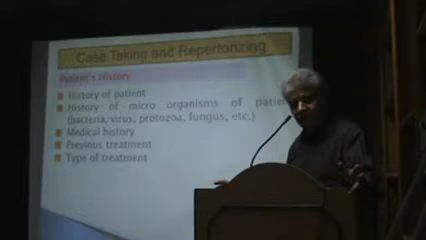 Case Taking and Repertorizing
Patient's History
History of patient
History of micro organisms of patient
(bacteria, virus, protozoa, fungus, etc.)
Medical history
Previous treatment
Type of treatment